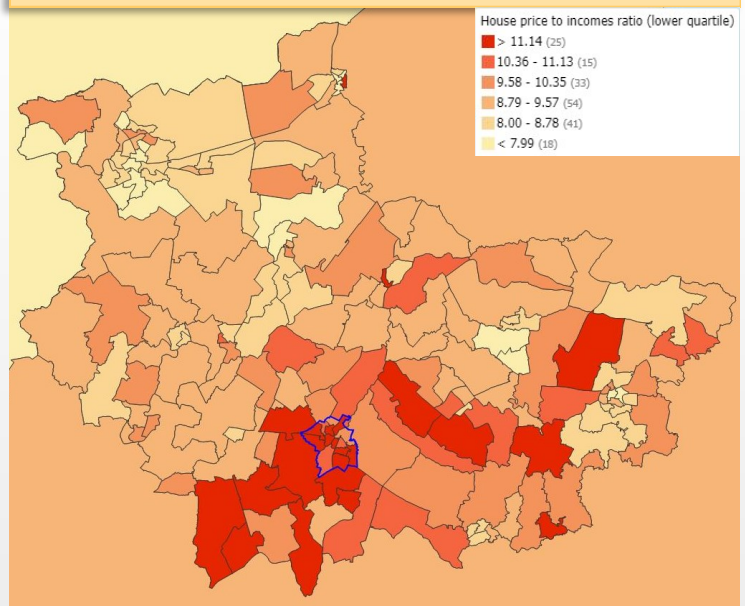 House price to incomes ratio (lower quartile)
> 11.14 (25)
10.36 - 11.13 (15)
9.58 - 10.35 (33)
8.79 - 9.57 (54)
8.00 - 8.78 (41)
< 7.99 (18)